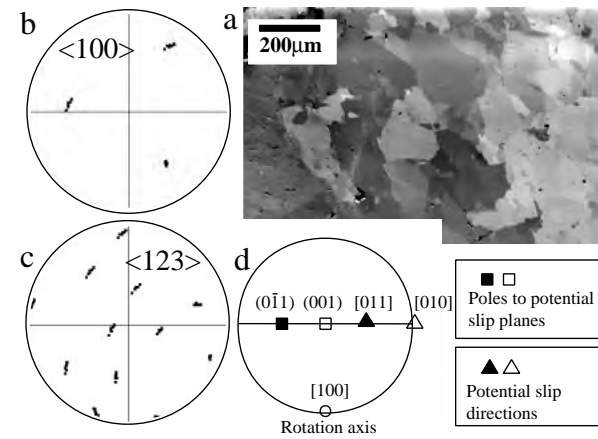 b
<100>
a
200μm
c
<123>
d
(01̄1) (001) [011] [010]
[100]
Rotation axis
Poles to potential
slip planes
Potential slip
directions